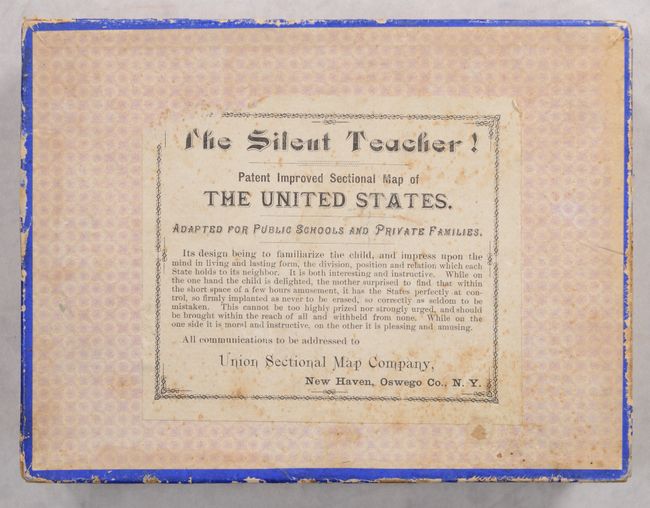 The Silent Teacher!
Patent Improved Sectional Map of
THE UNITED STATES.
ADAPTED FOR PUBLIC SCHOOLS AND PRIVATE FAMILIES.
Its design being to familiarize the child, and impress upon the
mind in living and lasting form, the division, position and relation which each
State holds to its neighbor. It is both interesting and instructive. While on
the one hand the child is delighted, the mother surprised to find that within
the short space of a few hours amusement, it has the States perfectly at con-
trol, so firmly implanted as never to be erased, so correctly as seldom to be
mistaken. This cannot be too highly prized nor strongly urged, and should
be brought within the reach of all and withheld from none. While on the
one side it is moral and instructive, on the other it is pleasing and amusing.
All communications to be addressed to
Union Sectional Map Company,
New Haven, Oswego Co., N. Y.